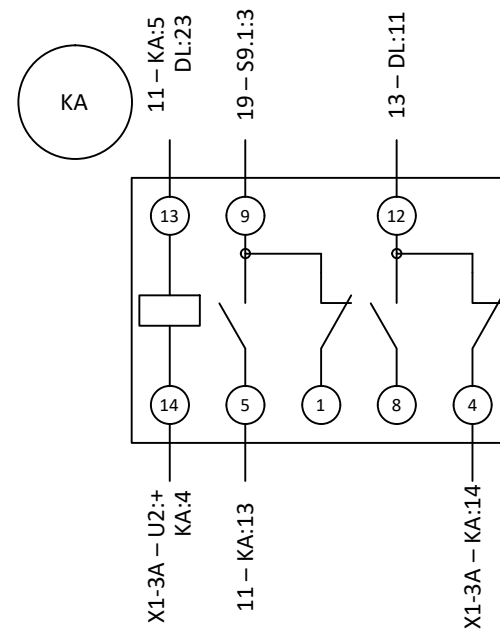 KA
11 – KA:5
DL:23
19 – S9.1:3
13 – DL:11
13
9
12
14
5
1
8
4
X1-3A – U2:+
KA:4
11 – KA:13
X1-3A – KA:14